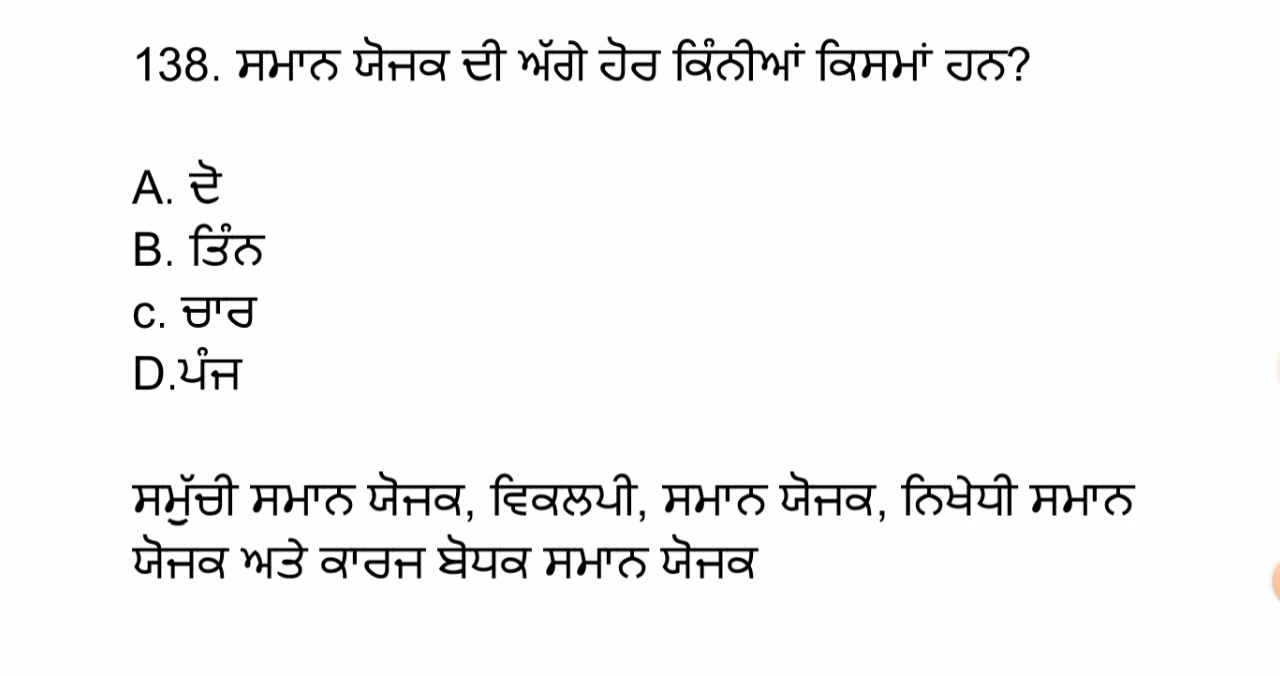 138. ਸਮਾਨ ਯੋਜਕ ਦੀ ਅੱਗੇ ਹੋਰ ਕਿੰਨੀਆਂ ਕਿਸਮਾਂ ਹਨ?
A. ਦੋ
B. ਤਿੰਨ
c. ਚਾਰ
D.ਪੰਜ
ਸਮੁੱਚੀ ਸਮਾਨ ਯੋਜਕ, ਵਿਕਲਪੀ, ਸਮਾਨ ਯੋਜਕ, ਨਿਖੇਧੀ ਸਮਾਨ
ਯੋਜਕ ਅਤੇ ਕਾਰਜ ਬੋਧਕ ਸਮਾਨ ਯੋਜਕ